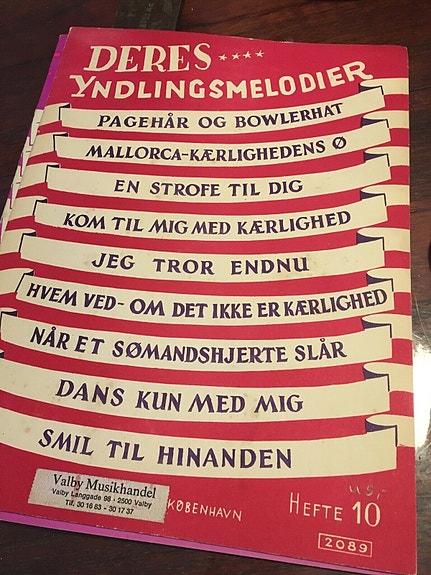 DERES ****
YNDLINGSMELODIER
PAGEHÅR OG BOWLERHAT
MALLORCA-KÆRLIGHEDENS Ø
EN STROFE TIL DIG
KOM TIL MIG MED KÆRLIGHED
JEG TROR ENDNU
HVEM VED - OM DET IKKE ER KÆRLIGHED
NÅR ET SØMANDSHJERTE SLÅR
DANS KUN MED MIG
SMIL TIL HINANDEN
Valby Musikhandel
Valby Langgade 98 - 2500 Valby
Tlf. 30 16 83 - 30 17 37
KØBENHAVN
HEFTE 10
2089